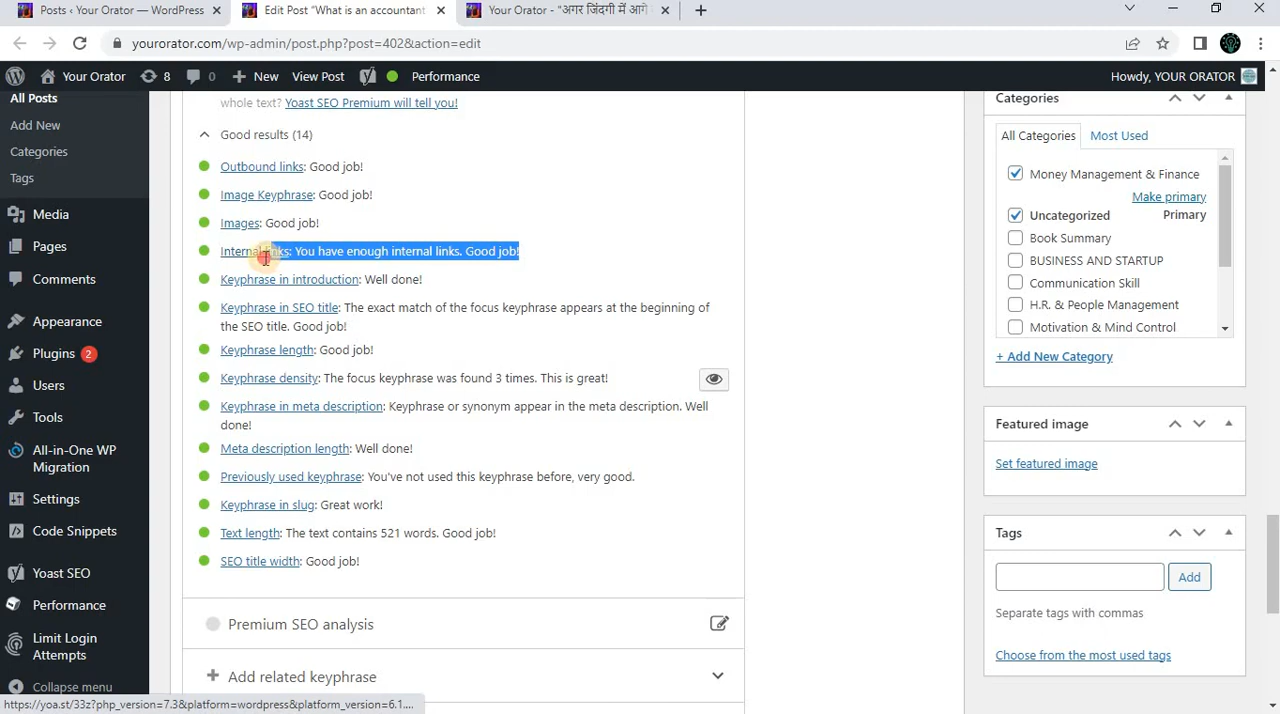 Posts ‹ Your Orator — WordPress
Edit Post “What is an accountant
Your Orator - "अगर जिंदगी में आगे
yourorator.com/wp-admin/post.php?post=402&action=edit
Your Orator
8
0
New
View Post
Performance
Howdy, YOUR ORATOR
All Posts
Add New
Categories
Tags
Media
Pages
Comments
Appearance
Plugins 2
Users
Tools
All-in-One WP
Migration
Settings
Code Snippets
Yoast SEO
Performance
Limit Login
Attempts
Collapse menu
whole text? Yoast SEO Premium will tell you!
Good results (14)
Outbound links: Good job!
Image Keyphrase: Good job!
Images: Good job!
Internal links: You have enough internal links. Good job!
Keyphrase in introduction: Well done!
Keyphrase in SEO title: The exact match of the focus keyphrase appears at the beginning of
the SEO title. Good job!
Keyphrase length: Good job!
Keyphrase density: The focus keyphrase was found 3 times. This is great!
Keyphrase in meta description: Keyphrase or synonym appear in the meta description. Well
done!
Meta description length: Well done!
Previously used keyphrase: You've not used this keyphrase before, very good.
Keyphrase in slug: Great work!
Text length: The text contains 521 words. Good job!
SEO title width: Good job!
Premium SEO analysis
Add related keyphrase
Categories
All Categories
Most Used
Money Management & Finance
Make primary
Uncategorized
Primary
Book Summary
BUSINESS AND STARTUP
Communication Skill
H.R. & People Management
Motivation & Mind Control
+ Add New Category
Featured image
Set featured image
Tags
Add
Separate tags with commas
Choose from the most used tags
https://yoa.st/33z?php_version=7.3&platform=wordpress&platform_version=6.1....